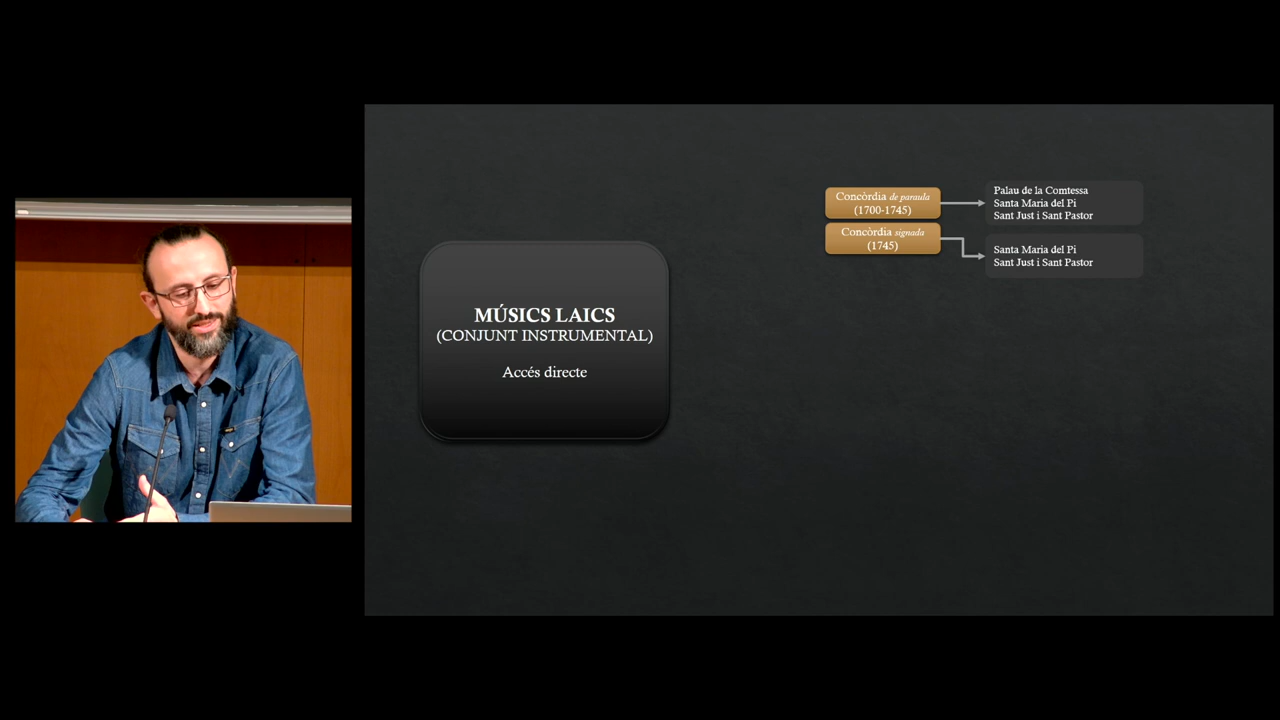 MÚSICS LAICS
(CONJUNT INSTRUMENTAL)
Accés directe
Concòrdia de paraula
(1700-1745)
Palau de la Comtessa
Santa Maria del Pi
Sant Just i Sant Pastor
Concòrdia signada
(1745)
Santa Maria del Pi
Sant Just i Sant Pastor